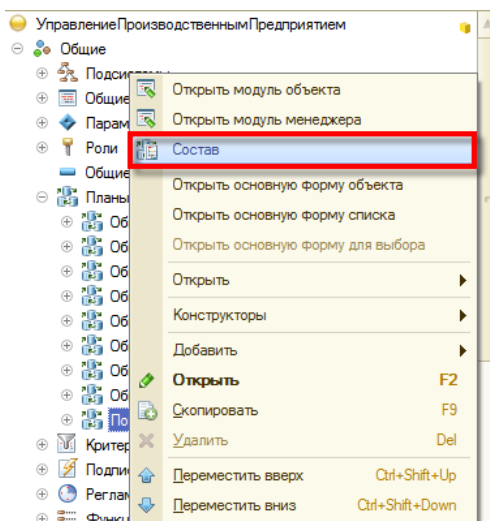 УправлениеПроизводственнымПредприятием
Общие
Подсистемы
Общие
Открыть модуль объекта
Парам
Открыть модуль менеджера
Роли
Состав
Общие
Планы
Открыть основную форму объекта
Об
Открыть основную форму списка
Об
Открыть основную форму для выбора
Об
Открыть
Об
Конструкторы
Об
Добавить
Об
Открыть F2
Об
Скопировать F9
Об
По
Удалить Del
Критер
Подпи
Переместить вверх Ctrl+Shift+Up
Реглам
Переместить вниз Ctrl+Shift+Down
Функц